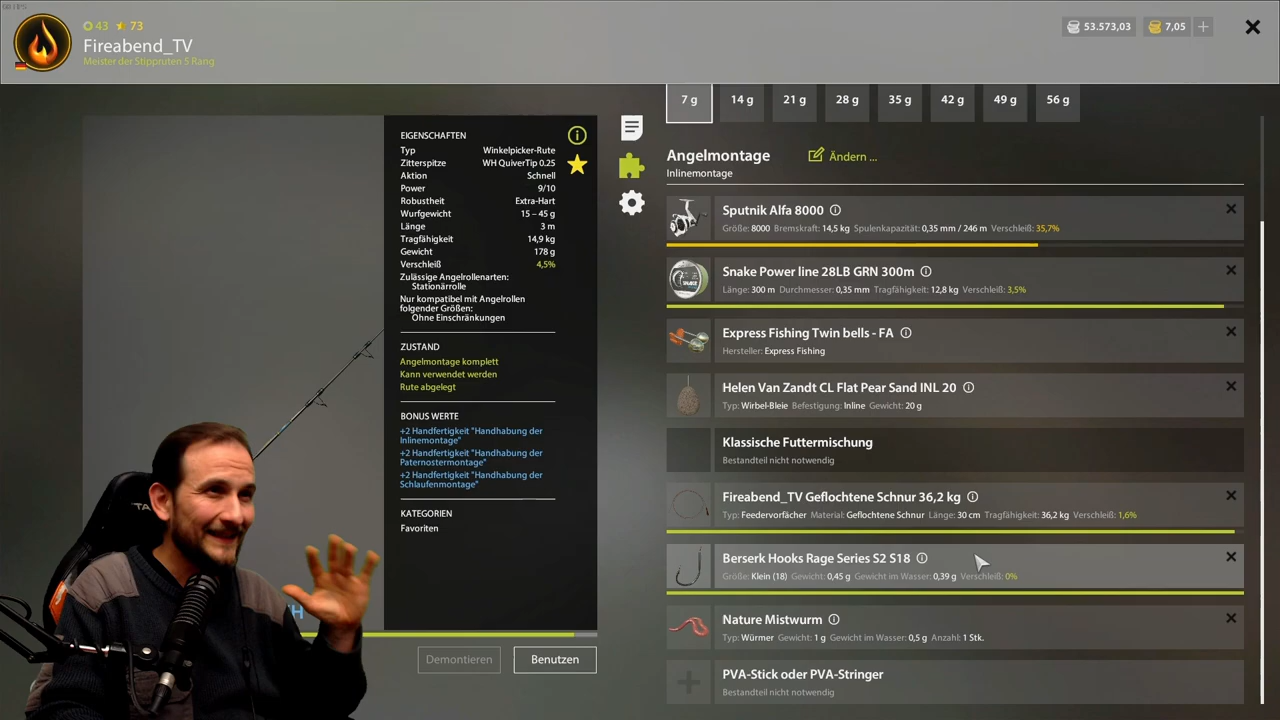 43 73
Fireabend_TV
Meister der Stippruten 5 Rang
53.573,03
7,05
7 g
14 g
21 g
28 g
35 g
42 g
49 g
56 g
EIGENSCHAFTEN
Typ Winkelpicker-Rute
Zitterspitze WH QuiverTip 0.25
Aktion Schnell
Power 9/10
Robustheit Extra-Hart
Wurfgewicht 15 – 45 g
Länge 3 m
Tragfähigkeit 14,9 kg
Gewicht 178 g
Verschleiß 4,5%
Zulässige Angelrollenarten:
Stationärrolle
Nur kompatibel mit Angelrollen
folgender Größen:
Ohne Einschränkungen
ZUSTAND
Angelmontage komplett
Kann verwendet werden
Rute abgelegt
BONUS WERTE
+2 Handfertigkeit "Handhabung der
Inlinemontage"
+2 Handfertigkeit "Handhabung der
Paternostermontage"
+2 Handfertigkeit "Handhabung der
Schlaufenmontage"
KATEGORIEN
Favoriten
Demontieren
Benutzen
Angelmontage
Ändern ...
Inlinemontage
Sputnik Alfa 8000
Größe: 8000 Bremskraft: 14,5 kg Spulenkapazität: 0,35 mm / 246 m Verschleiß: 35,7%
Snake Power line 28LB GRN 300m
Länge: 300 m Durchmesser: 0,35 mm Tragfähigkeit: 12,8 kg Verschleiß: 3,5%
Express Fishing Twin bells - FA
Hersteller: Express Fishing
Helen Van Zandt CL Flat Pear Sand INL 20
Typ: Wirbel-Bleie Befestigung: Inline Gewicht: 20 g
Klassische Futtermischung
Bestandteil nicht notwendig
Fireabend_TV Geflochtene Schnur 36,2 kg
Typ: Feedervorfächer Material: Geflochtene Schnur Länge: 30 cm Tragfähigkeit: 36,2 kg Verschleiß: 1,6%
Berserk Hooks Rage Series S2 S18
Größe: Klein (18) Gewicht: 0,45 g Gewicht im Wasser: 0,39 g Verschleiß: 0%
Nature Mistwurm
Typ: Würmer Gewicht: 1 g Gewicht im Wasser: 0,5 g Anzahl: 1 Stk.
PVA-Stick oder PVA-Stringer
Bestandteil nicht notwendig